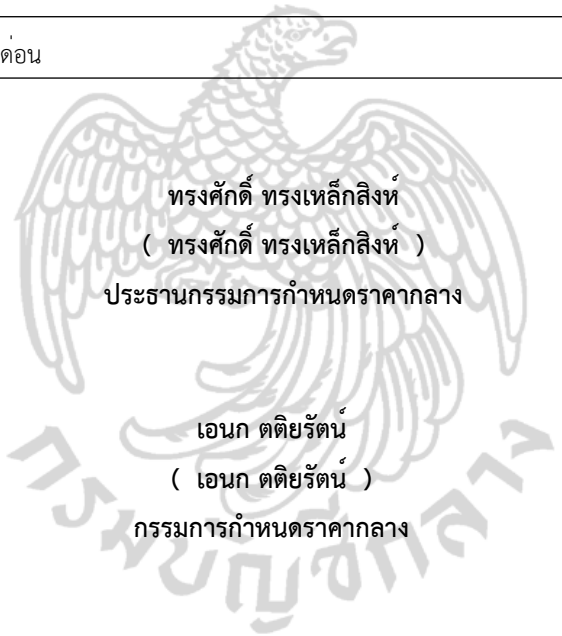 ด่อน
ทรงศักดิ์ ทรงเหล็กสิงห์
( ทรงศักดิ์ ทรงเหล็กสิงห์ )
ประธานกรรมการกำหนดราคากลาง
เอนก ตติยรัตน์
( เอนก ตติยรัตน์ )
กรรมการกำหนดราคากลาง
กรมบัญชีกลาง